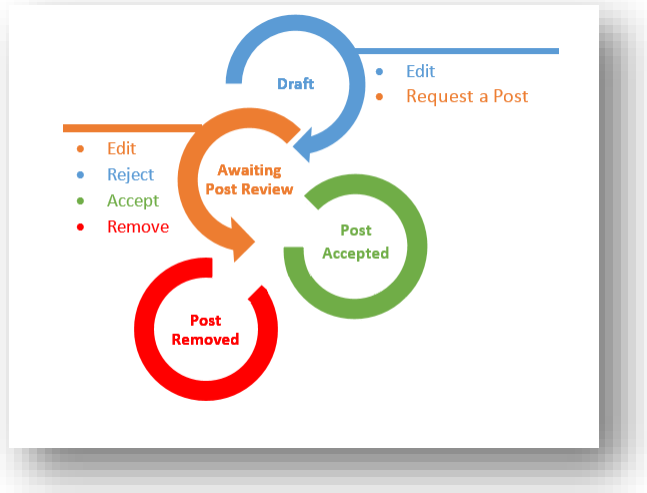 Draft
• Edit
• Request a Post
• Edit
• Reject
• Accept
• Remove
Awaiting
Post Review
Post
Accepted
Post
Removed